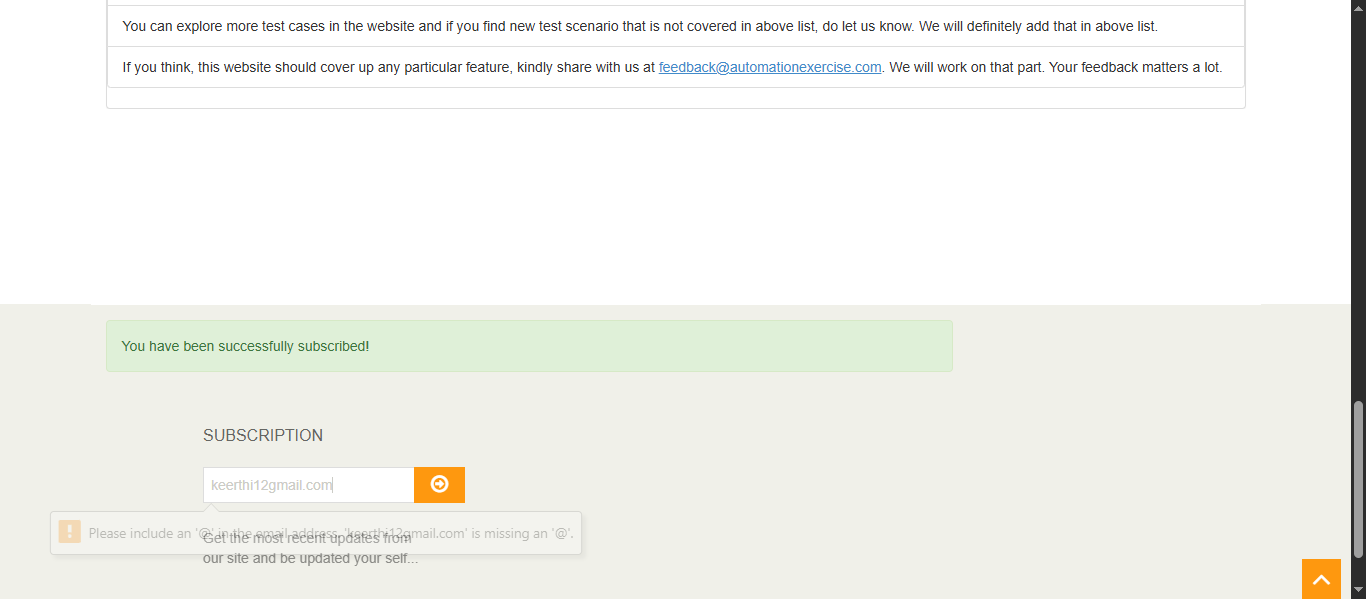 You can explore more test cases in the website and if you find new test scenario that is not covered in above list, do let us know. We will definitely add that in above list.
If you think, this website should cover up any particular feature, kindly share with us at feedback@automationexercise.com. We will work on that part. Your feedback matters a lot.
You have been successfully subscribed!
SUBSCRIPTION
keerthi12gmail.com
Please include an '@' in the email address. 'keerthi12gmail.com' is missing an '@'.
Get the most recent updates from
our site and be updated your self...